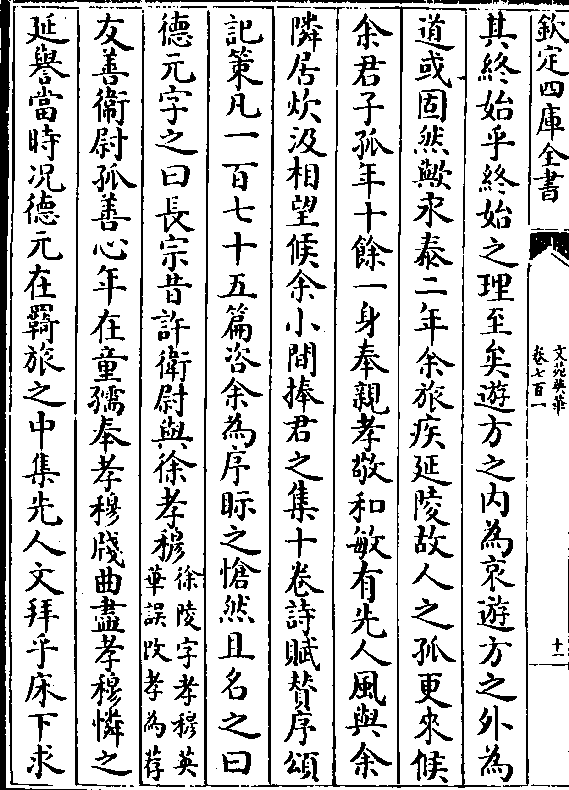 欽定四庫全書
文苑英華
卷七百一
十一
其終始乎終始之理至矣遊方之内為哀遊方之外為
道或固然歟永泰二年余旅疾延陵故人之孤更來候
余君子孤年十餘一身奉親孝敬和敏有先人風與余
隣居炊汲相望候余小間捧君之集十卷詩賦賛序頌
記策凡一百七十五篇咨余為序眎之愴然且名之曰
德元字之曰長宗昔許衛尉與徐孝穆徐陵字孝穆英華誤改孝為荐
友善衞尉孤善心年在童孺奉孝穆牋曲盡孝穆憐之
延譽當時况德元在羇旅之中集先人文拜乎床下求